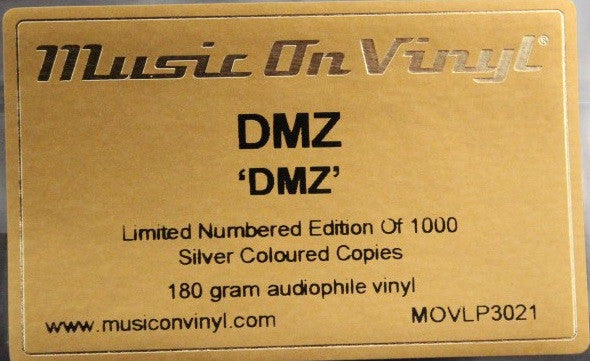 Music On Vinyl®
DMZ
‘DMZ’
Limited Numbered Edition Of 1000
Silver Coloured Copies
180 gram audiophile vinyl
www.musiconvinyl.com MOVLP3021